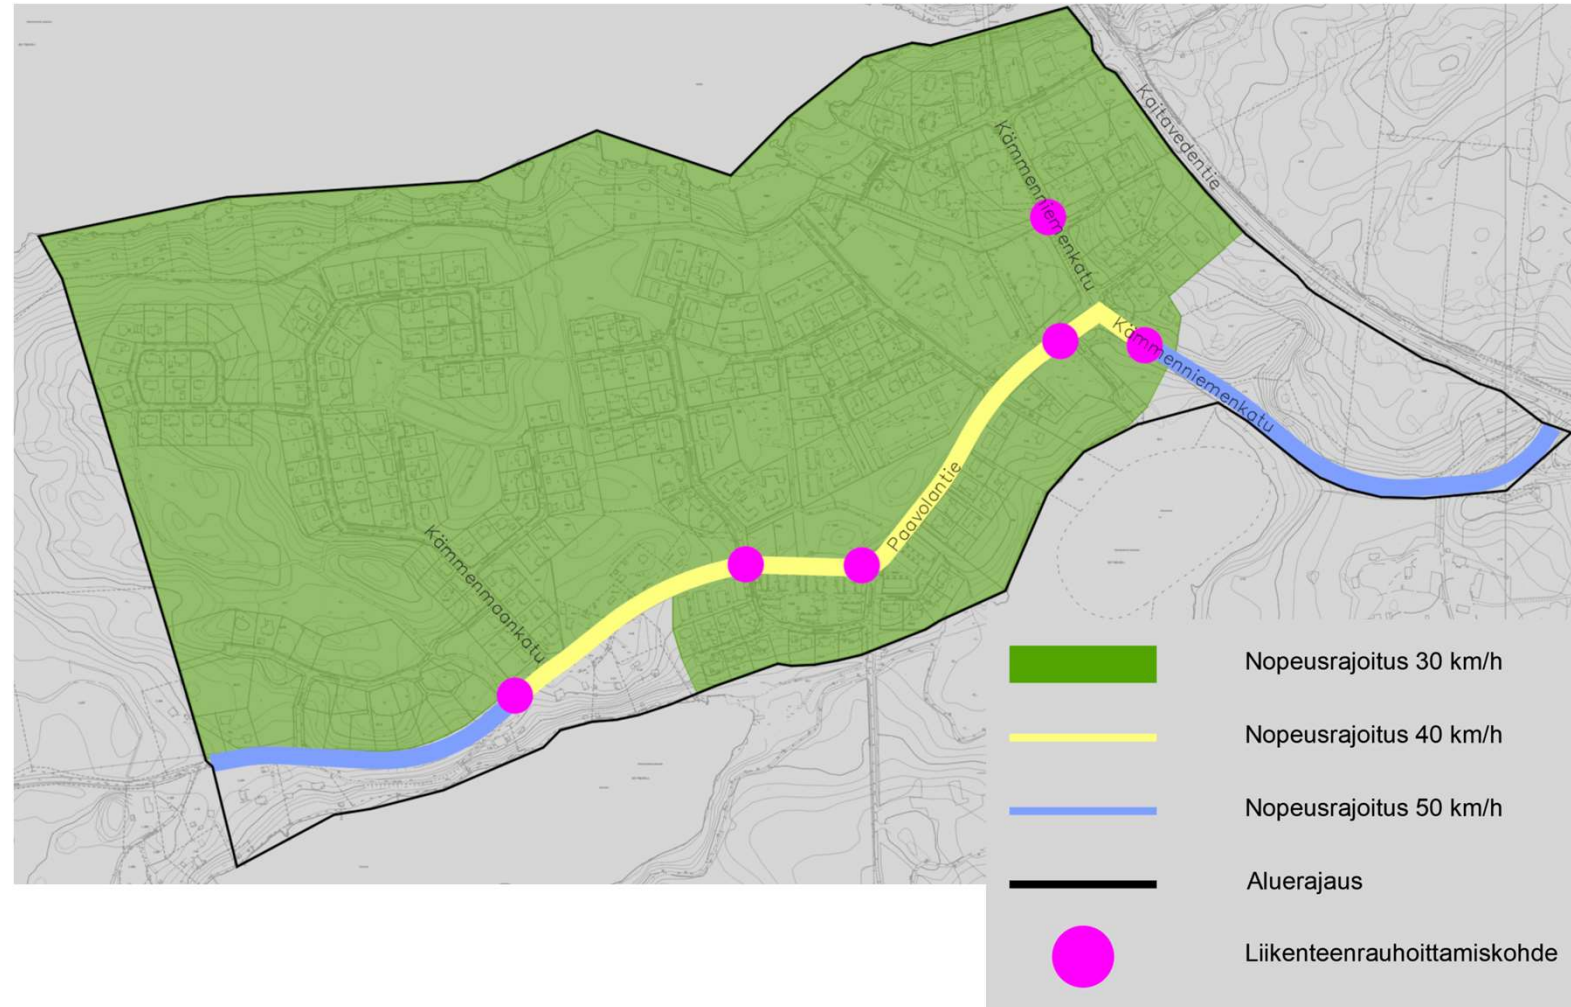 Kaitavedentie
Kämmenniemenkatu
Kämmenniemenkatu
Paavolantie
Kämmenmaankatu
Nopeusrajoitus 30 km/h
Nopeusrajoitus 40 km/h
Nopeusrajoitus 50 km/h
Aluerajaus
Liikenteenrauhoittamiskohde